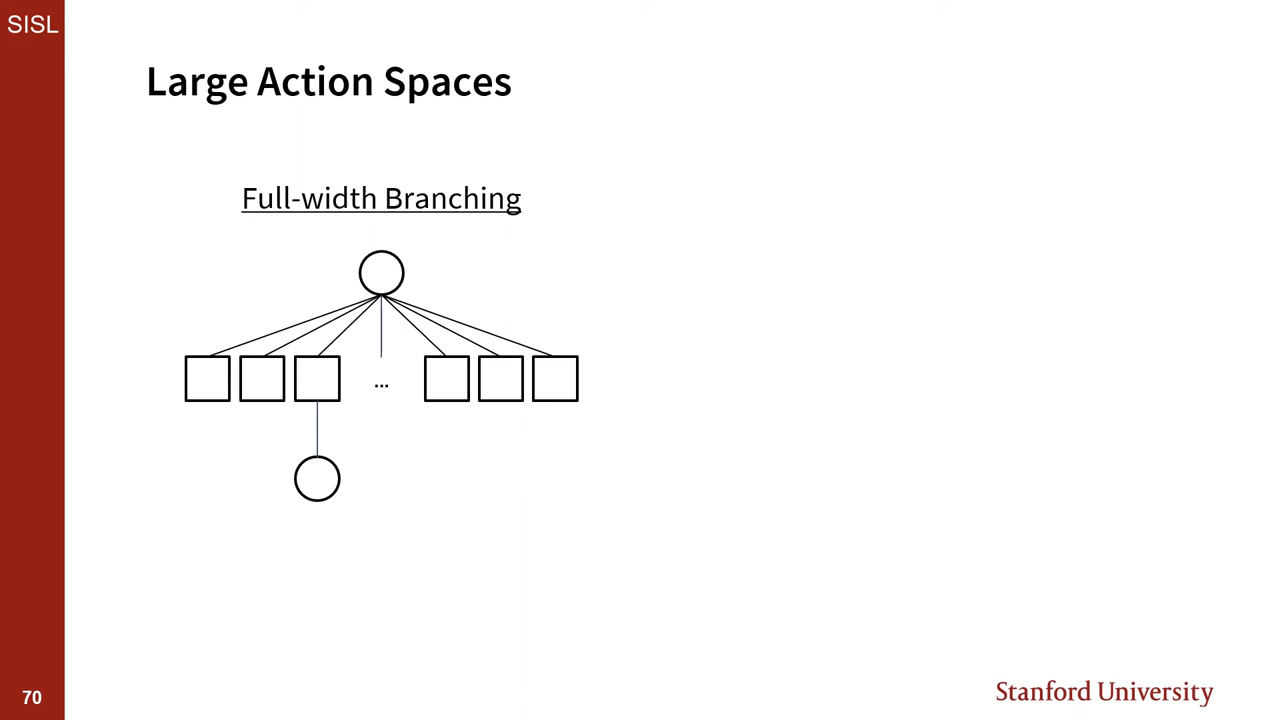 SISL
Large Action Spaces
Full-width Branching
...
70
Stanford University